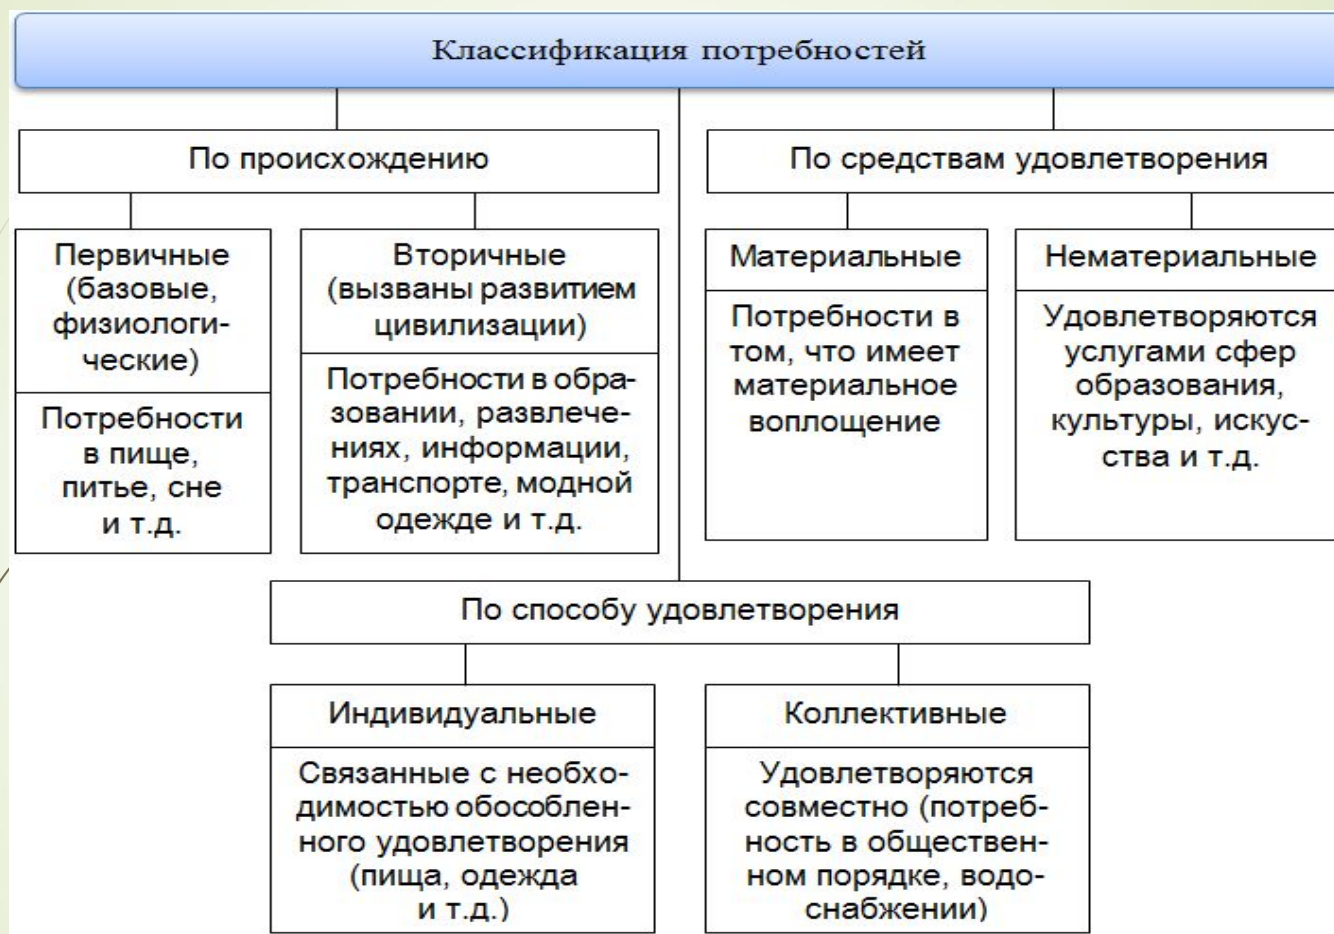 Классификация потребностей
По происхождению
Первичные
(базовые,
физиологи-
ческие)
Потребности
в пище,
питье, сне
и т.д.
Вторичные
(вызваны развитием
цивилизации)
Потребности в обра-
зовании, развлече-
ниях, информации,
транспорте, модной
одежде и т.д.
По средствам удовлетворения
Материальные
Потребности в
том, что имеет
материальное
воплощение
Нематериальные
Удовлетворяются
услугами сфер
образования,
культуры, искус-
ства и т.д.
По способу удовлетворения
Индивидуальные
Связанные с необхо-
димостью обособлен-
ного удовлетворения
(пища, одежда
и т.д.)
Коллективные
Удовлетворяются
совместно (потреб-
ность в обществен-
ном порядке, водо-
снабжении)